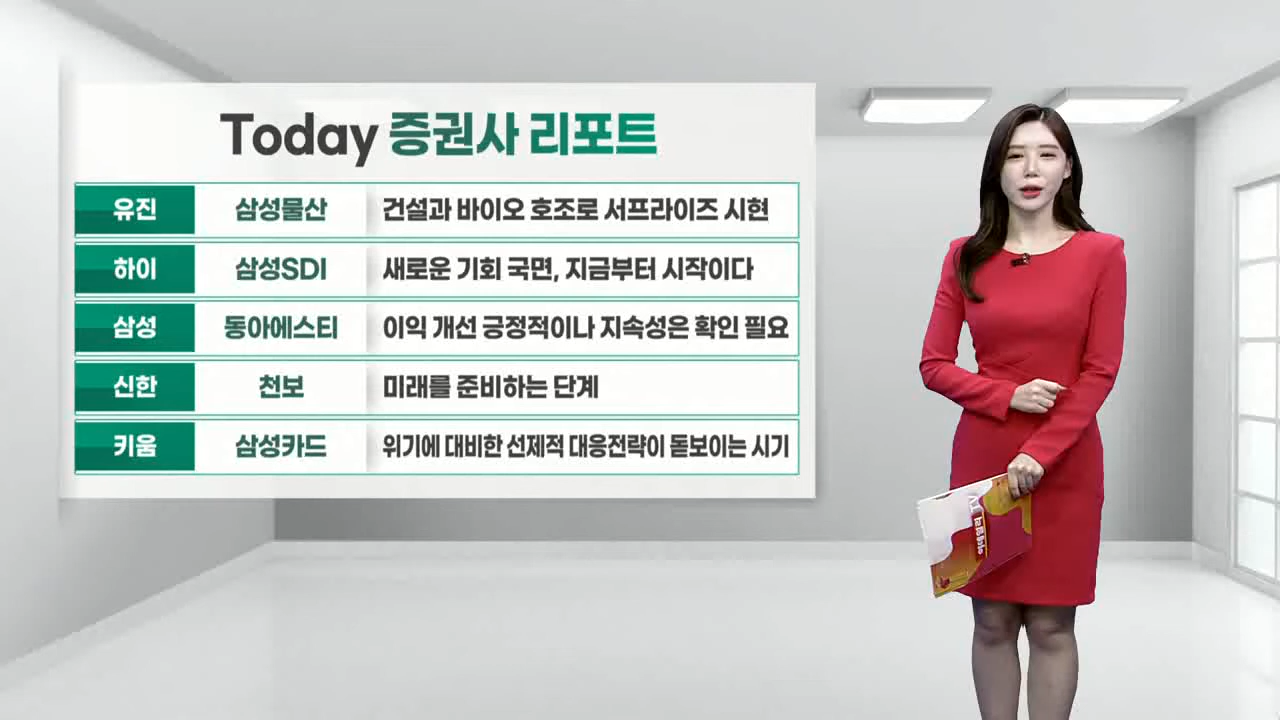 Today 증권사 리포트
유진 삼성물산 건설과 바이오 호조로 서프라이즈 시현
하이 삼성SDI 새로운 기회 국면, 지금부터 시작이다
삼성 동아에스티 이익 개선 긍정적이나 지속성은 확인 필요
신한 천보 미래를 준비하는 단계
키움 삼성카드 위기에 대비한 선제적 대응전략이 돋보이는 시기